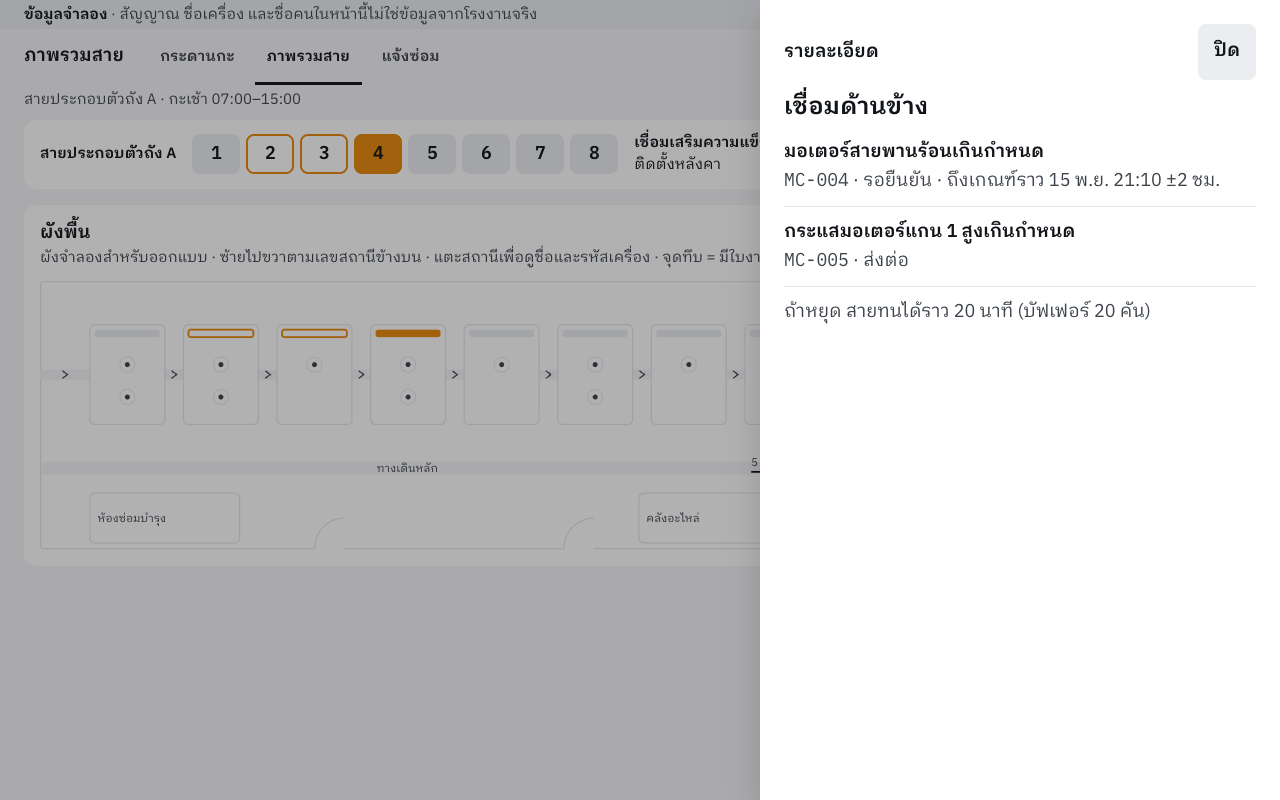 ข้อมูลจำลอง · สัญญาณ ชื่อเครื่อง และชื่อคนในหน้านี้ไม่ใช่ข้อมูลจากโรงงานจริง
ภาพรวมสาย
กระดานกะ
ภาพรวมสาย
แจ้งซ่อม
สายประกอบตัวถัง A · กะเช้า 07:00–15:00
สายประกอบตัวถัง A
1
2
3
4
5
6
7
8
เชื่อมเสริมความแข็
ติดตั้งหลังคา
ผังพื้น
ผังจำลองสำหรับออกแบบ · ซ้ายไปขวาตามเลขสถานีข้างบน · แตะสถานีเพื่อดูชื่อและรหัสเครื่อง · จุดทึบ = มีใบงา
ทางเดินหลัก
5
ห้องซ่อมบำรุง
คลังอะไหล่
รายละเอียด
ปิด
เชื่อมด้านข้าง
มอเตอร์สายพานร้อนเกินกำหนด
MC-004 · รอยืนยัน · ถึงเกณฑ์ราว 15 พ.ย. 21:10 ±2 ชม.
กระแสมอเตอร์แกน 1 สูงเกินกำหนด
MC-005 · ส่งต่อ
ถ้าหยุด สายทนได้ราว 20 นาที (บัฟเฟอร์ 20 คัน)